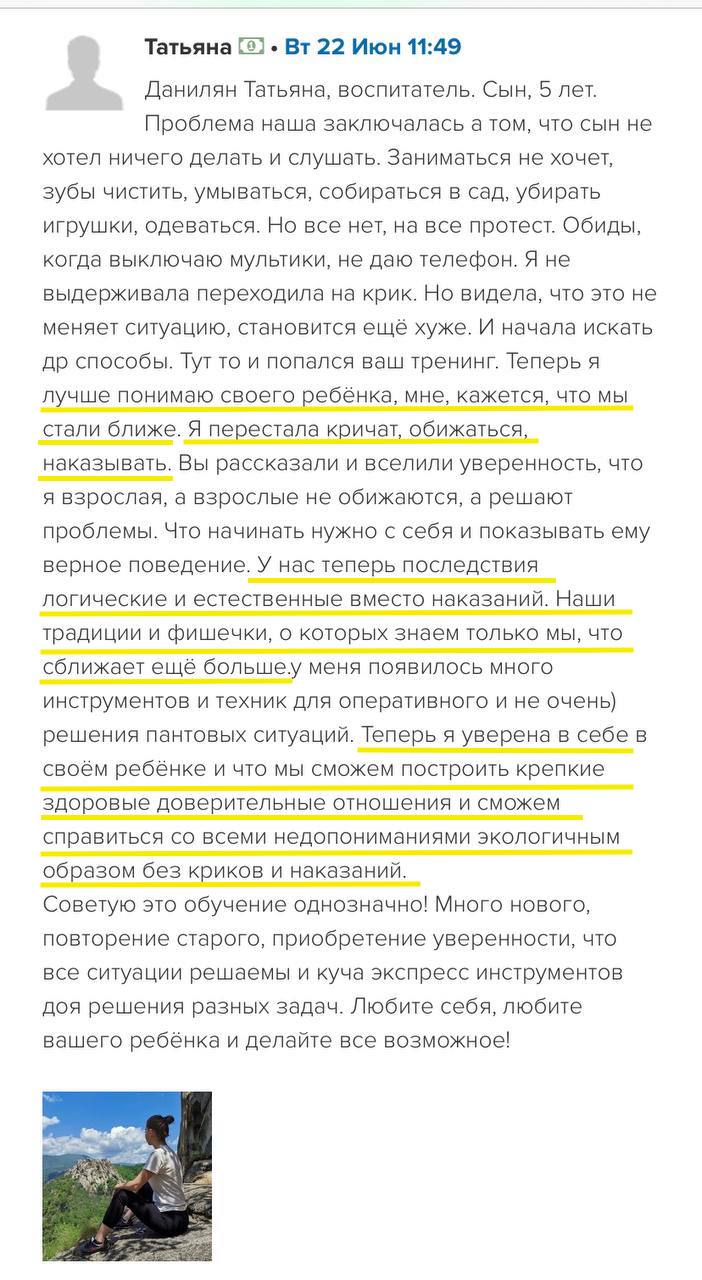 Татьяна • Вт 22 Июн 11:49
Данилян Татьяна, воспитатель. Сын, 5 лет.
Проблема наша заключалась а том, что сын не
хотел ничего делать и слушать. Заниматься не хочет,
зубы чистить, умываться, собираться в сад, убирать
игрушки, одеваться. Но все нет, на все протест. Обиды,
когда выключаю мультики, не даю телефон. Я не
выдерживала переходила на крик. Но видела, что это не
меняет ситуацию, становится ещё хуже. И начала искать
др способы. Тут то и попался ваш тренинг. Теперь я
лучше понимаю своего ребёнка, мне, кажется, что мы
стали ближе. Я перестала кричат, обижаться,
наказывать. Вы рассказали и вселили уверенность, что
я взрослая, а взрослые не обижаются, а решают
проблемы. Что начинать нужно с себя и показывать ему
верное поведение. У нас теперь последствия
логические и естественные вместо наказаний. Наши
традиции и фишечки, о которых знаем только мы, что
сближает ещё больше.у меня появилось много
инструментов и техник для оперативного и не очень)
решения пантовых ситуаций. Теперь я уверена в себе в
своём ребёнке и что мы сможем построить крепкие
здоровые доверительные отношения и сможем
справиться со всеми недопониманиями экологичным
образом без криков и наказаний.
Советую это обучение однозначно! Много нового,
повторение старого, приобретение уверенности, что
все ситуации решаемы и куча экспресс инструментов
доя решения разных задач. Любите себя, любите
вашего ребёнка и делайте все возможное!